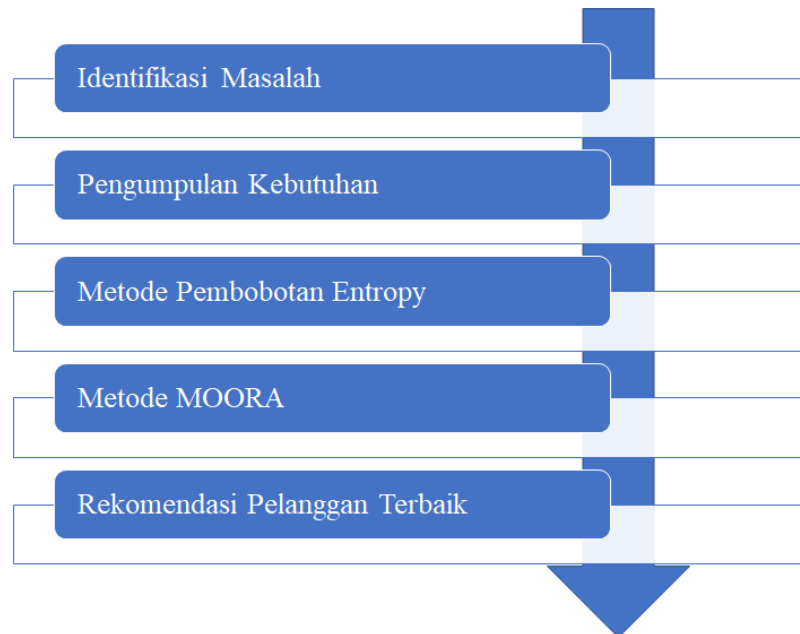 Identifikasi Masalah
Pengumpulan Kebutuhan
Metode Pembobotan Entropy
Metode MOORA
Rekomendasi Pelanggan Terbaik